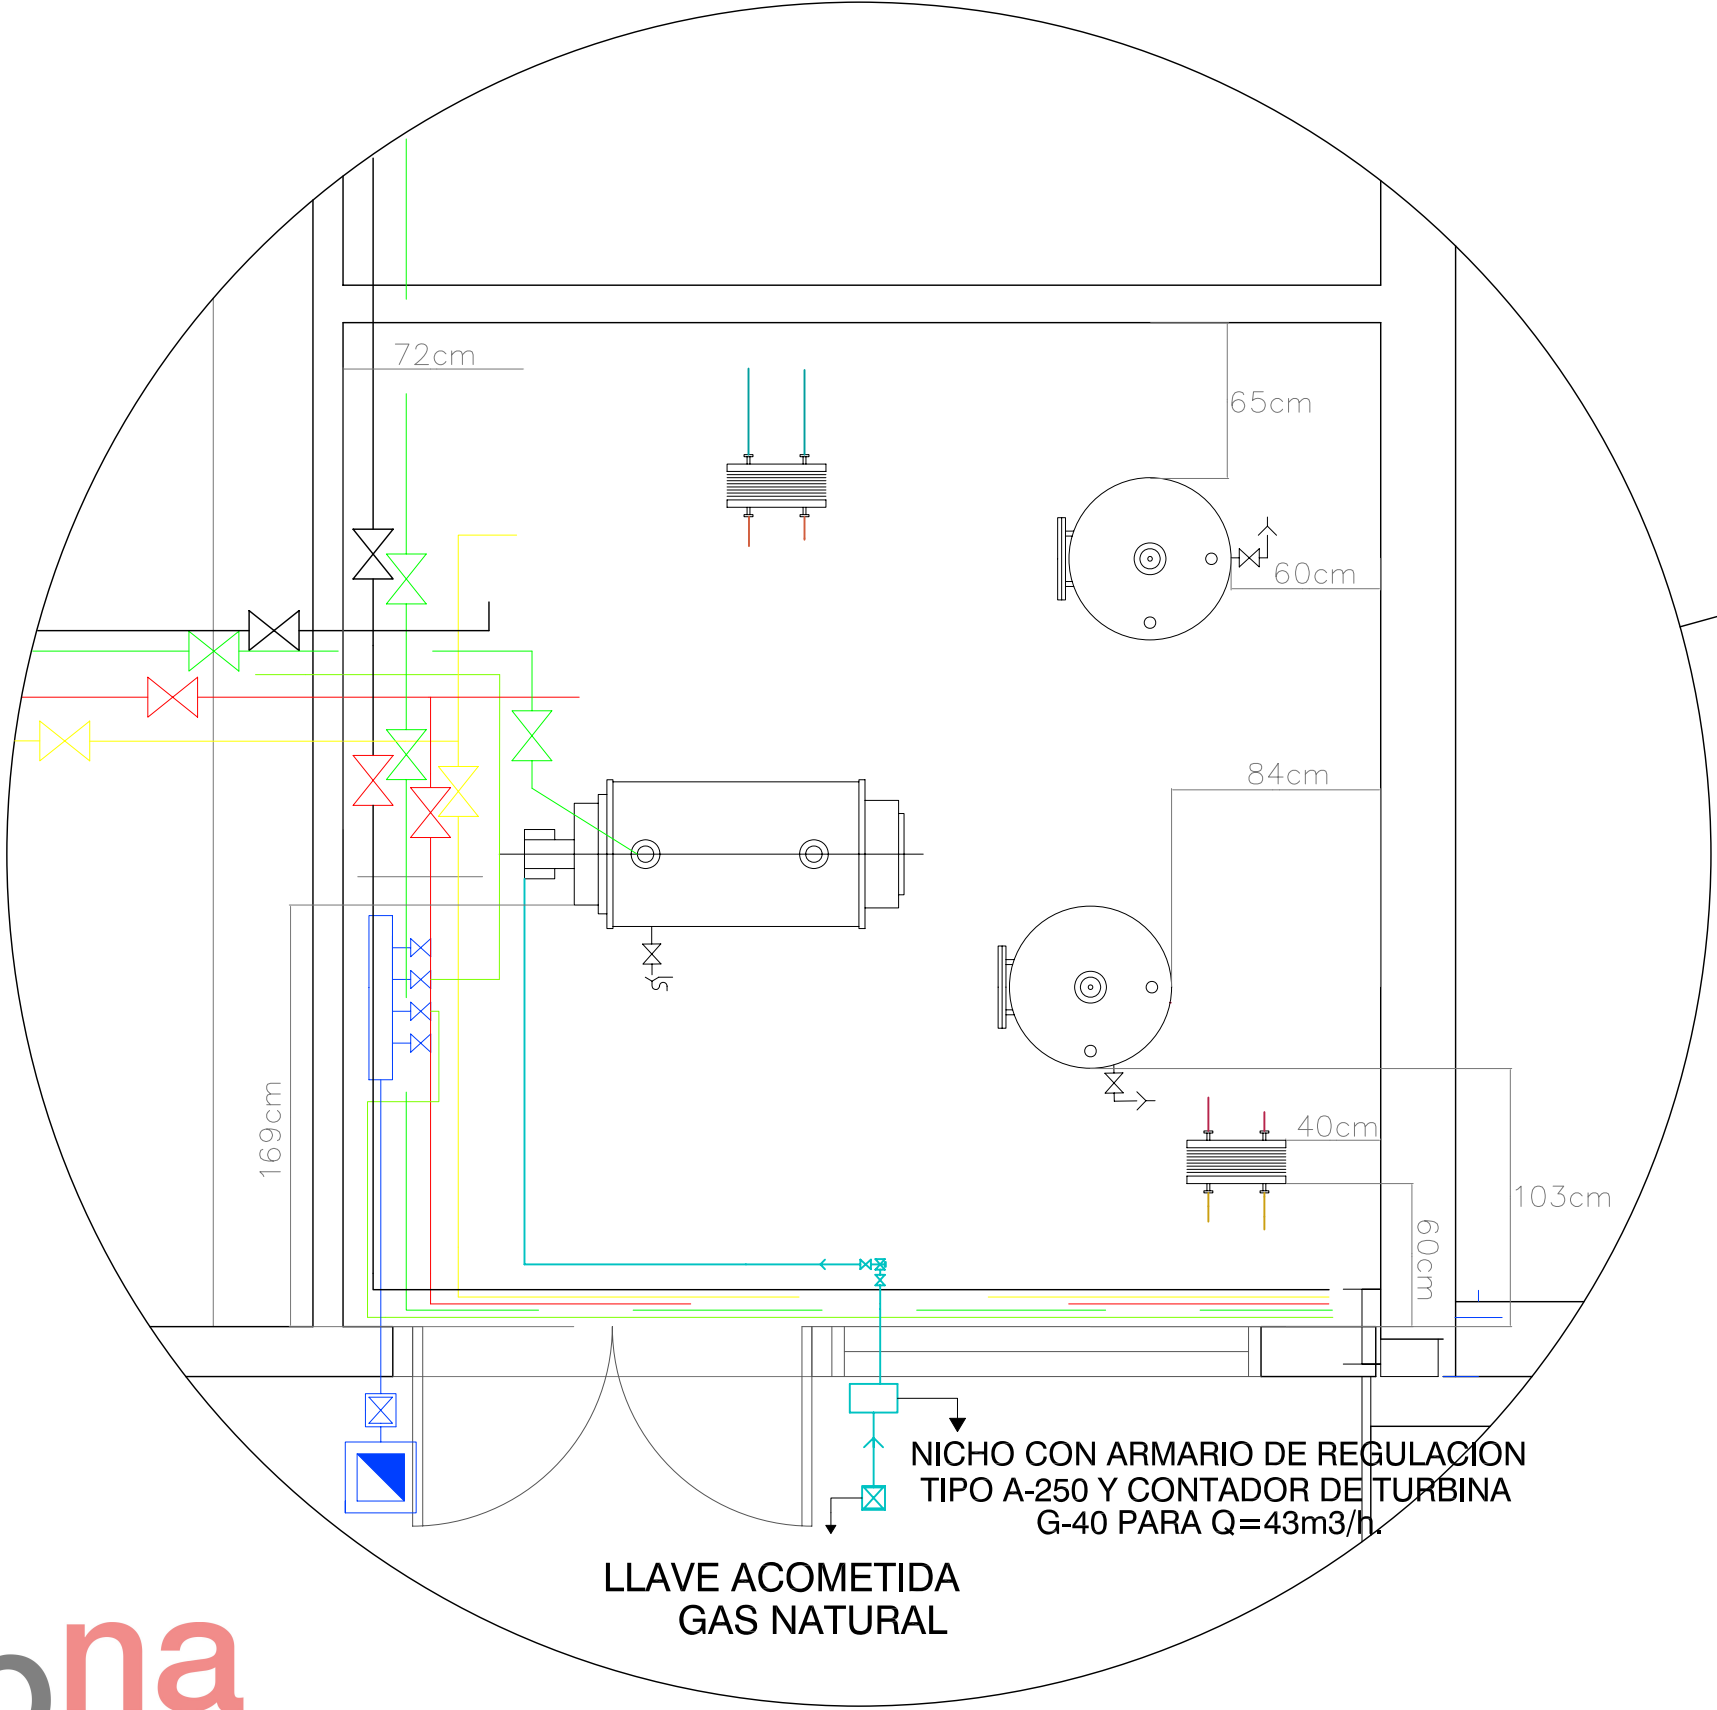 72cm
65cm
60cm
84cm
169cm
40cm
103cm
60cm
NICHO CON ARMARIO DE REGULACION
TIPO A-250 Y CONTADOR DE TURBINA
G-40 PARA Q=43m3/h.
LLAVE ACOMETIDA
GAS NATURAL
na